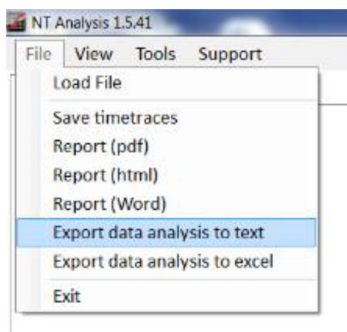 NT Analysis 1.5.41
File View Tools Support
Load File
Save timetraces
Report (pdf)
Report (html)
Report (Word)
Export data analysis to text
Export data analysis to excel
Exit